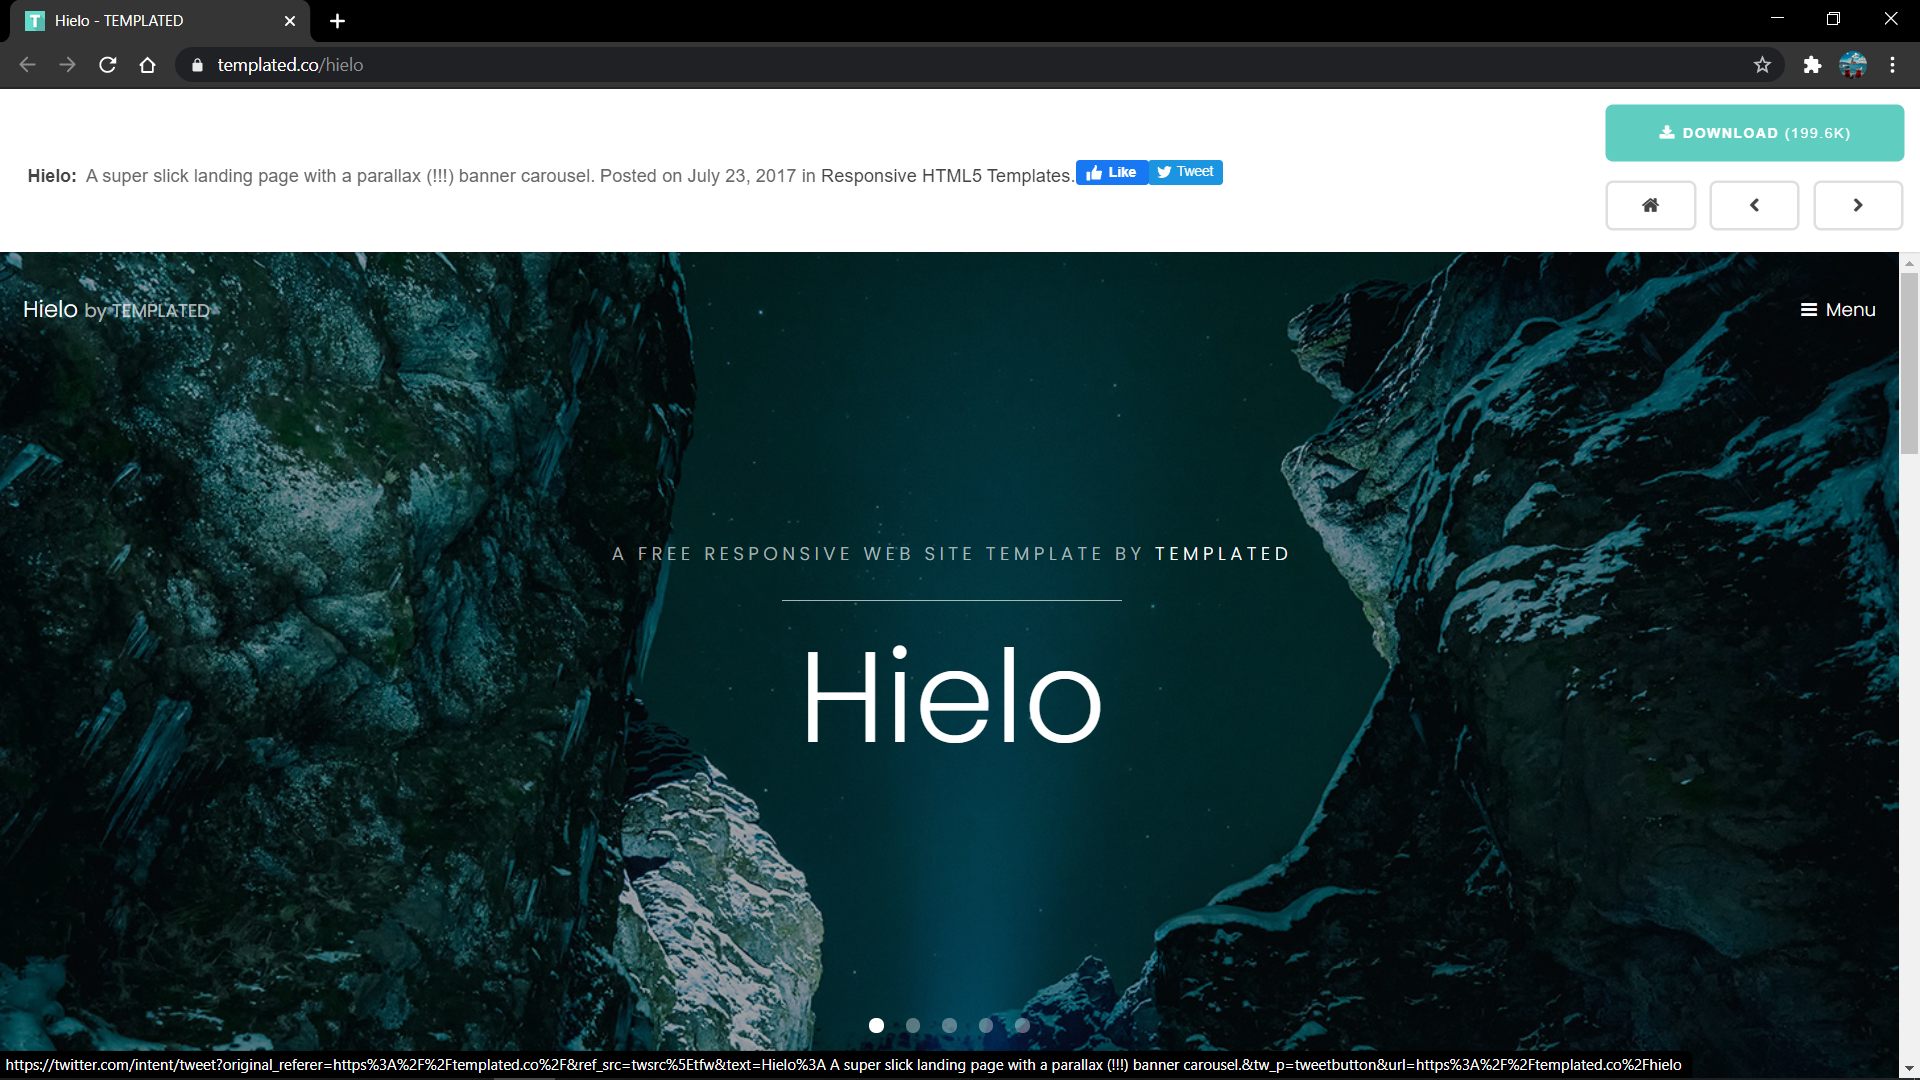 Hielo - TEMPLATED
templated.co/hielo
DOWNLOAD (199.6K)
Hielo: A super slick landing page with a parallax (!!!) banner carousel. Posted on July 23, 2017 in Responsive HTML5 Templates. Like Tweet
Hielo by TEMPLATED
Menu
A FREE RESPONSIVE WEB SITE TEMPLATE BY TEMPLATED
Hielo
https://twitter.com/intent/tweet?original_referer=https%3A%2F%2Ftemplated.co%2F&ref_src=twsrc%5Etfw&text=Hielo%3A A super slick landing page with a parallax (!!!) banner carousel.&tw_p=tweetbutton&url=https%3A%2F%2Ftemplated.co%2Fhielo